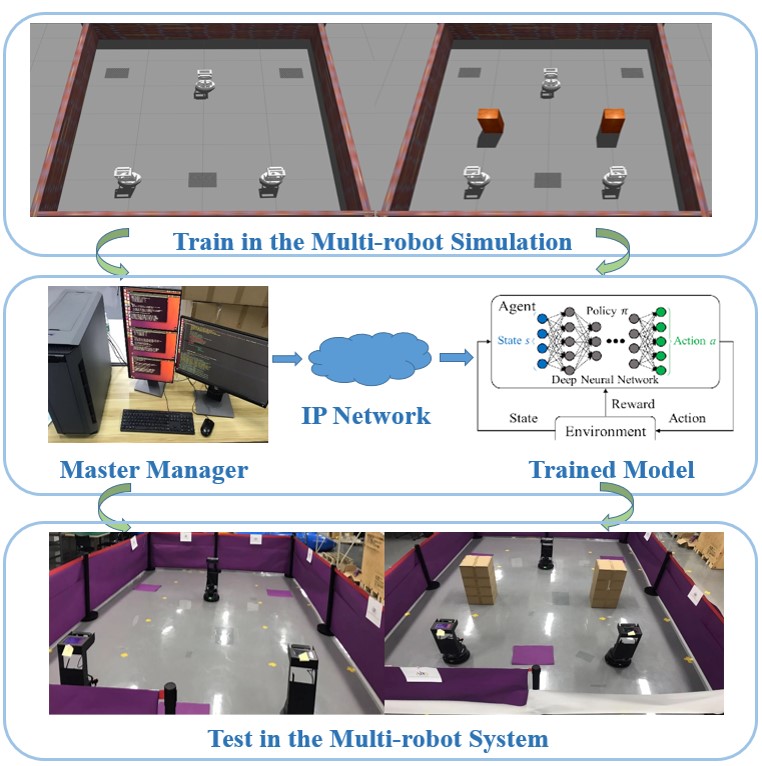 Train in the Multi-robot Simulation
Agent
Policy π
State s
Action a
Deep Neural Network
Reward
State
Action
Environment
IP Network
Master Manager
Trained Model
Test in the Multi-robot System